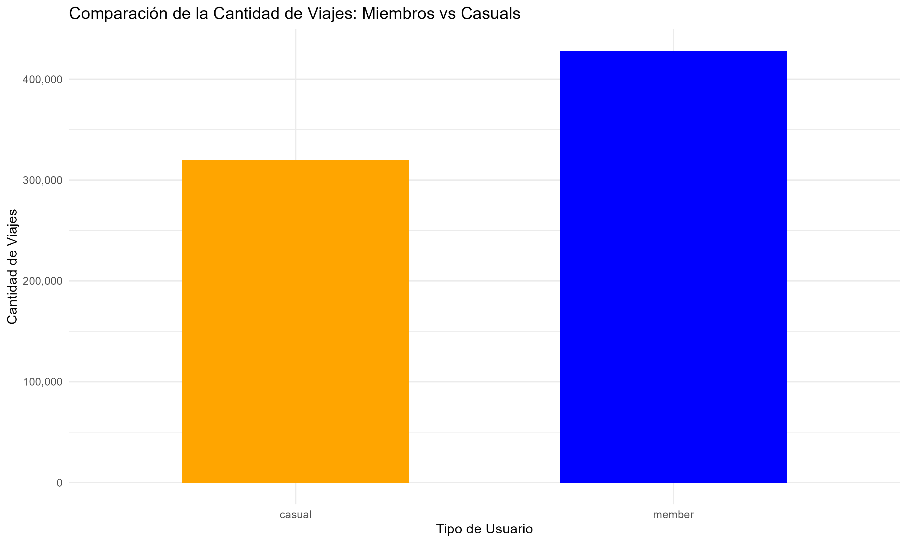 Comparación de la Cantidad de Viajes: Miembros vs Casuals
Cantidad de Viajes
400,000
300,000
200,000
100,000
0
casual
member
Tipo de Usuario